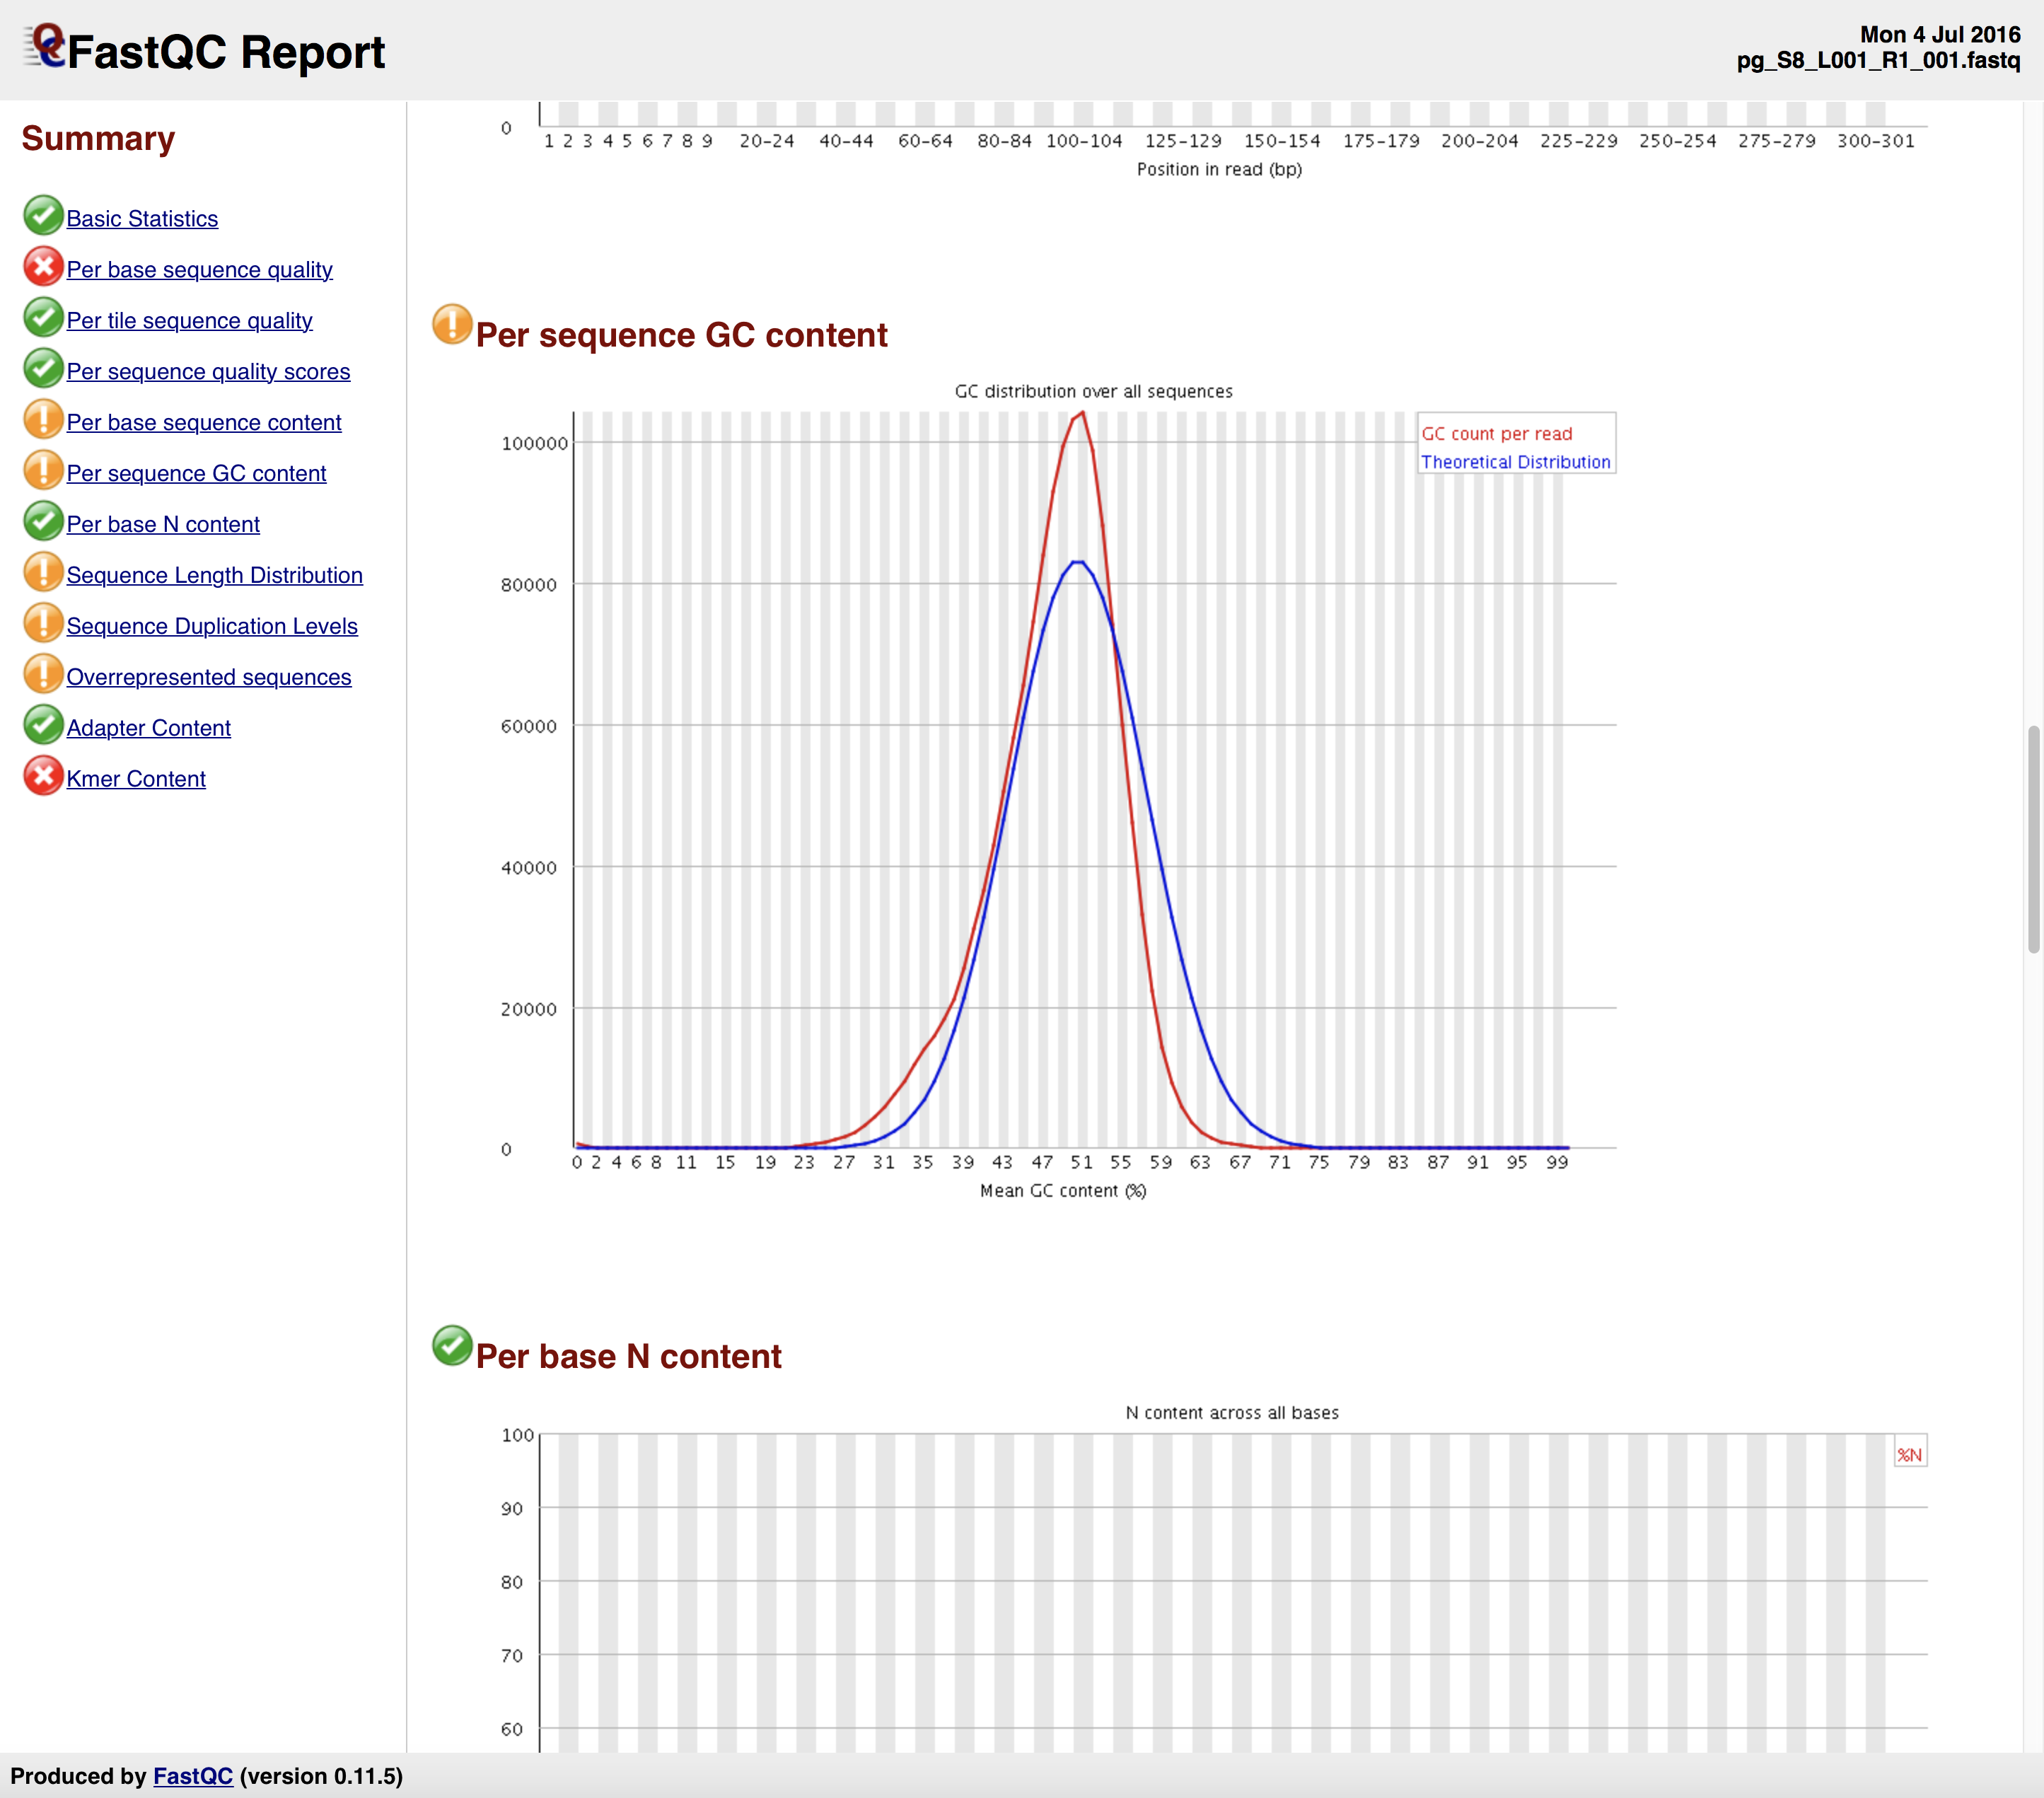 FastQC Report
Mon 4 Jul 2016
pg_S8_L001_R1_001.fastq
Summary
Basic Statistics
Per base sequence quality
Per tile sequence quality
Per sequence quality scores
Per base sequence content
Per sequence GC content
Per base N content
Sequence Length Distribution
Sequence Duplication Levels
Overrepresented sequences
Adapter Content
Kmer Content
0
1 2 3 4 5 6 7 8 9 20-24 40-44 60-64 80-84 100-104 125-129 150-154 175-179 200-204 225-229 250-254 275-279 300-301
Position in read (bp)
Per sequence GC content
GC distribution over all sequences
GC count per read
Theoretical Distribution
100000
80000
60000
40000
20000
0
0 2 4 6 8 11 15 19 23 27 31 35 39 43 47 51 55 59 63 67 71 75 79 83 87 91 95 99
Mean GC content (%)
Per base N content
N content across all bases
%N
100
90
80
70
60
Produced by FastQC (version 0.11.5)